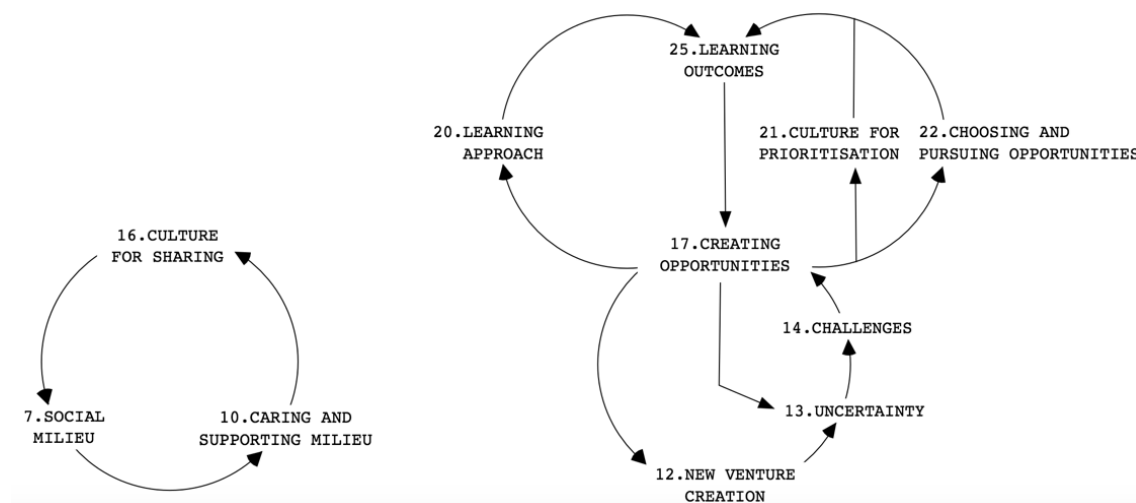 25.LEARNING
OUTCOMES
20.LEARNING
APPROACH
21.CULTURE FOR
PRIORITISATION
22.CHOOSING AND
PURSUING OPPORTUNITIES
16.CULTURE
FOR SHARING
17.CREATING
OPPORTUNITIES
14.CHALLENGES
7.SOCIAL
MILIEU
10.CARING AND
SUPPORTING MILIEU
13.UNCERTAINTY
12.NEW VENTURE
CREATION